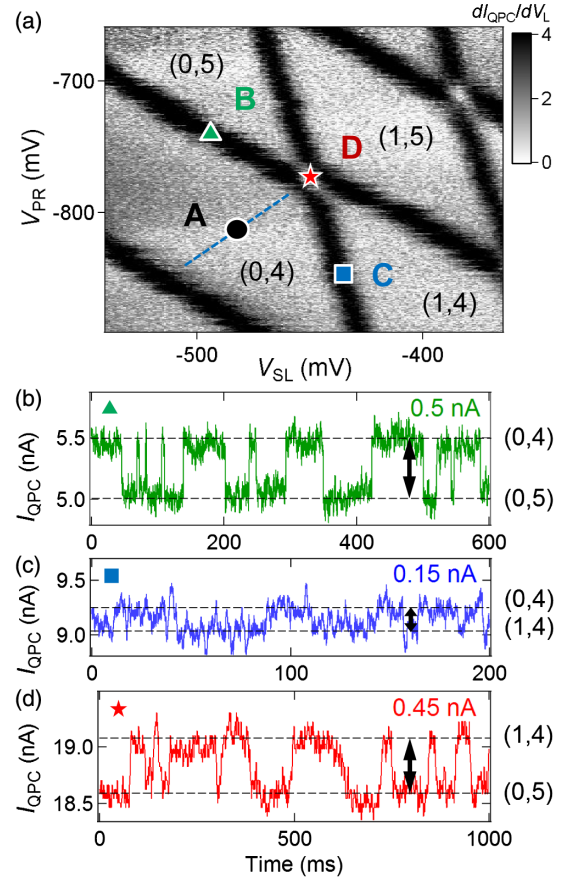 (a)
dI_QPC/dV_L
4
2
0
(0,5)
B
D
(1,5)
A
(0,4)
C
(1,4)
-700
-800
V_PR (mV)
-500
-400
V_SL (mV)
(b)
0.5 nA
5.5
5.0
I_QPC (nA)
(0,4)
(0,5)
0
200
400
600
(c)
0.15 nA
9.5
9.0
I_QPC (nA)
(0,4)
(1,4)
0
100
200
(d)
0.45 nA
19.0
18.5
I_QPC (nA)
(1,4)
(0,5)
0
500
1000
Time (ms)